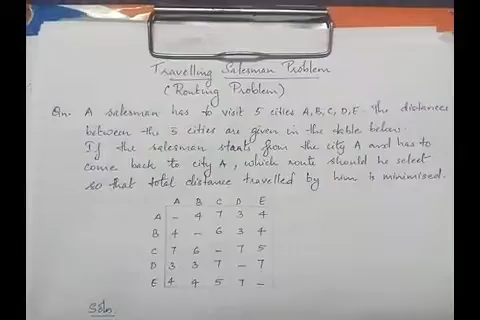 Travelling Salesman Problem
(Routing Problem)
Qn. A salesman has to visit 5 cities A, B, C, D, E. The distances
between the 5 cities are given in the table below.
If the salesman starts from the city A and has to
come back to city A, which route should he select
so that total distance travelled by him is minimised.
A B C D E
A - 4 7 3 4
B 4 - 6 3 4
C 7 6 - 7 5
D 3 3 7 - 7
E 4 4 5 7 -
Soln.